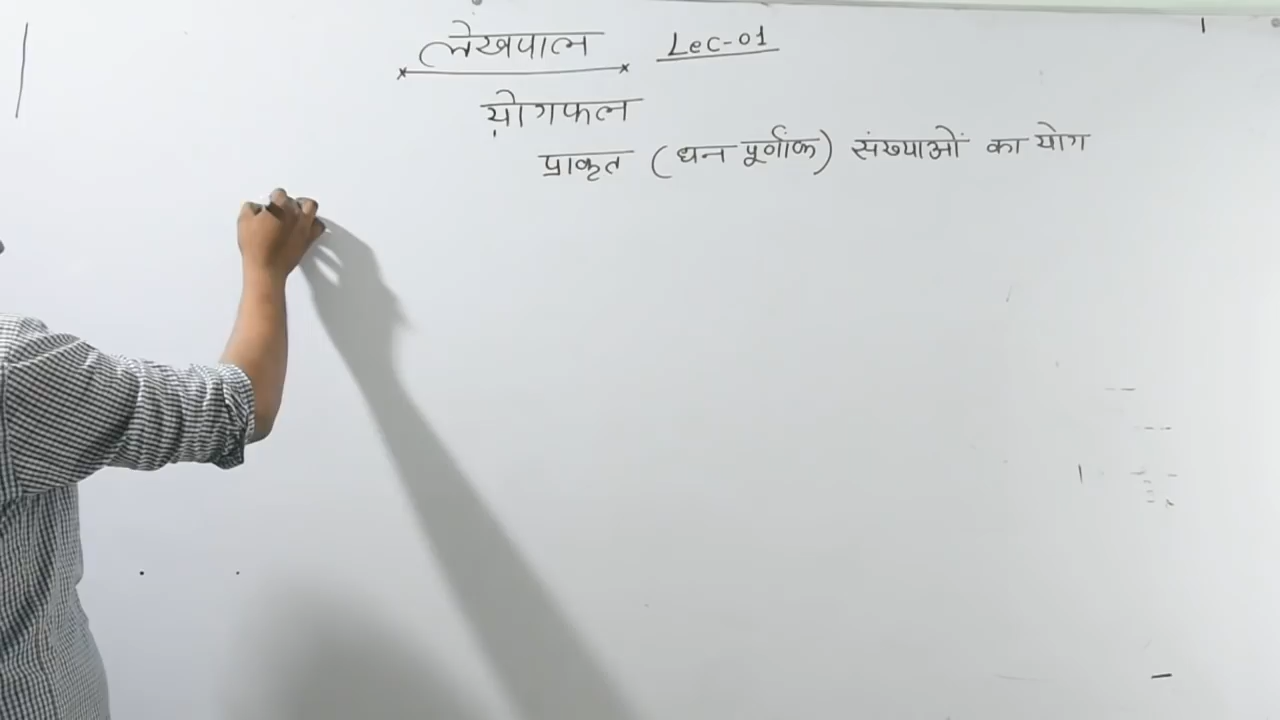 लेखपाल Lec-01
योगफल
प्राकृत (धन पूर्णांक) संख्याओं का योग